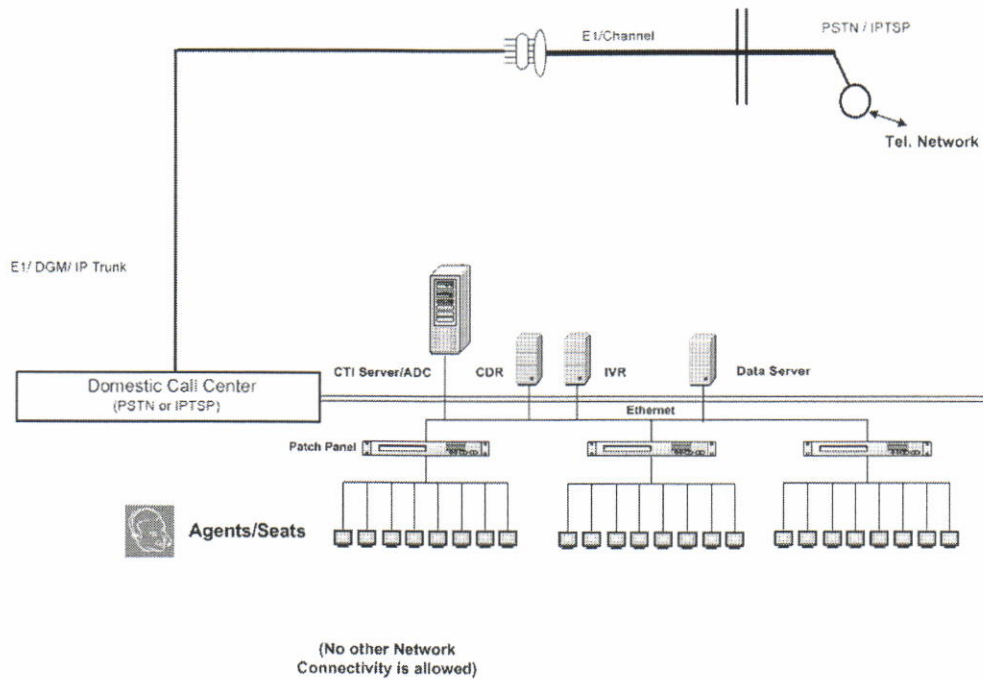 PSTN / IPTSP
E1/Channel
Tel. Network
E1/ DGM/ IP Trunk
Domestic Call Center
(PSTN or IPTSP)
CTI Server/ADC
CDR
IVR
Data Server
Ethernet
Patch Panel
Agents/Seats
(No other Network
Connectivity is allowed)